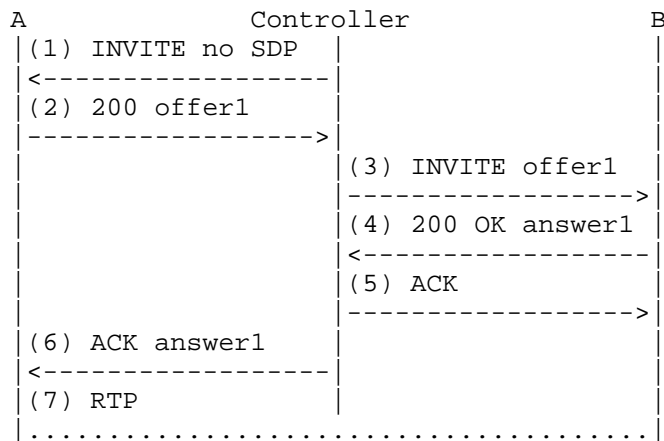 A Controller B
(1) INVITE no SDP
(2) 200 offer1
(3) INVITE offer1
(4) 200 OK answer1
(5) ACK
(6) ACK answer1
(7) RTP